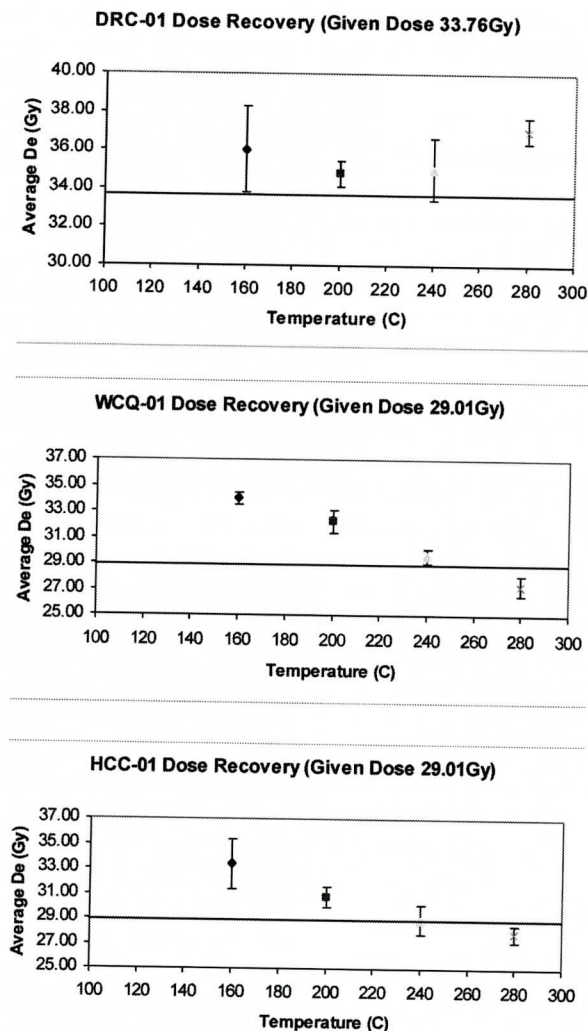 DRC-01 Dose Recovery (Given Dose 33.76Gy)
40.00
38.00
36.00
34.00
32.00
30.00
Average De (Gy)
100 120 140 160 180 200 220 240 260 280 300
Temperature (C)
WCQ-01 Dose Recovery (Given Dose 29.01Gy)
37.00
35.00
33.00
31.00
29.00
27.00
25.00
Average De (Gy)
100 120 140 160 180 200 220 240 260 280 300
Temperature (C)
HCC-01 Dose Recovery (Given Dose 29.01Gy)
37.00
35.00
33.00
31.00
29.00
27.00
25.00
Average De (Gy)
100 120 140 160 180 200 220 240 260 280 300
Temperature (C)